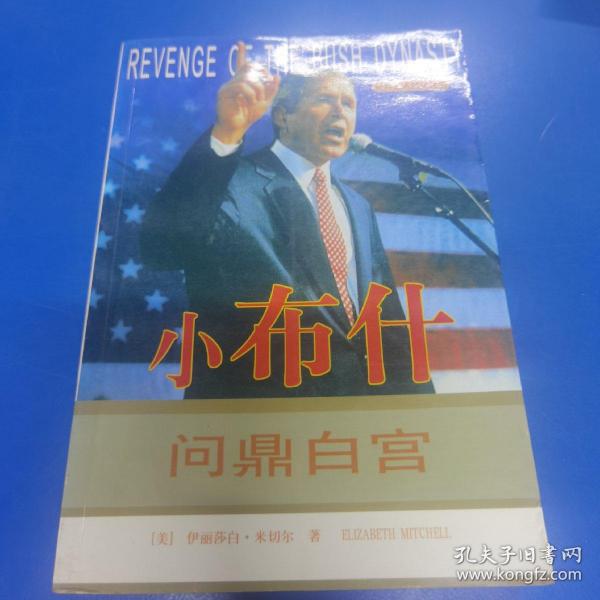 REVENGE OF THE BUSH DYNASTY
小布什
问鼎白宫
[美] 伊丽莎白·米切尔 著 ELIZABETH MITCHELL
孔夫子旧书网
www.kongfz.com